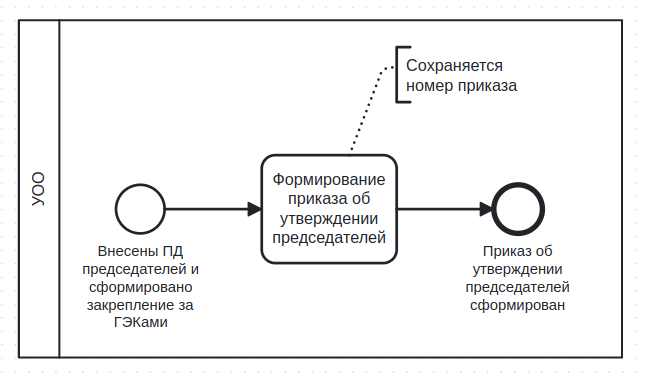 УОО
Сохраняется
номер приказа
Формирование
приказа об
утверждении
председателей
Внесены ПД
председателей и
сформировано
закрепление за
ГЭКами
Приказ об
утверждении
председателей
сформирован